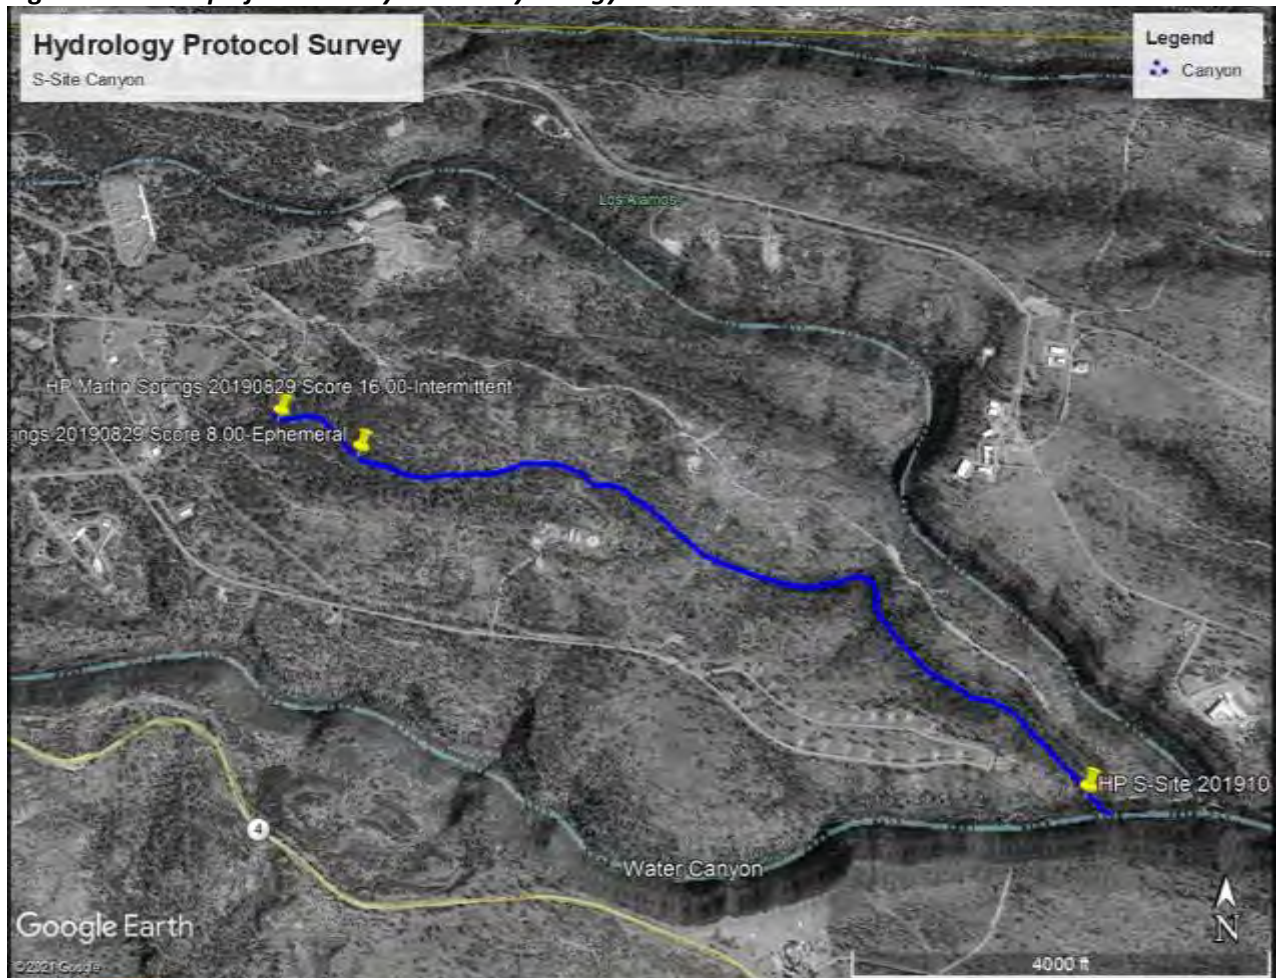 Hydrology Protocol Survey
S-Site Canyon
Legend
Canyon
Los Alamos
HP Martin Springs 20190829 Score 16.00-Intermittent
ngs 20190829 Score 8.00-Ephemeral
HP S-Site 201910
4
Water Canyon
Google Earth
©2021 Google
N
4000 ft